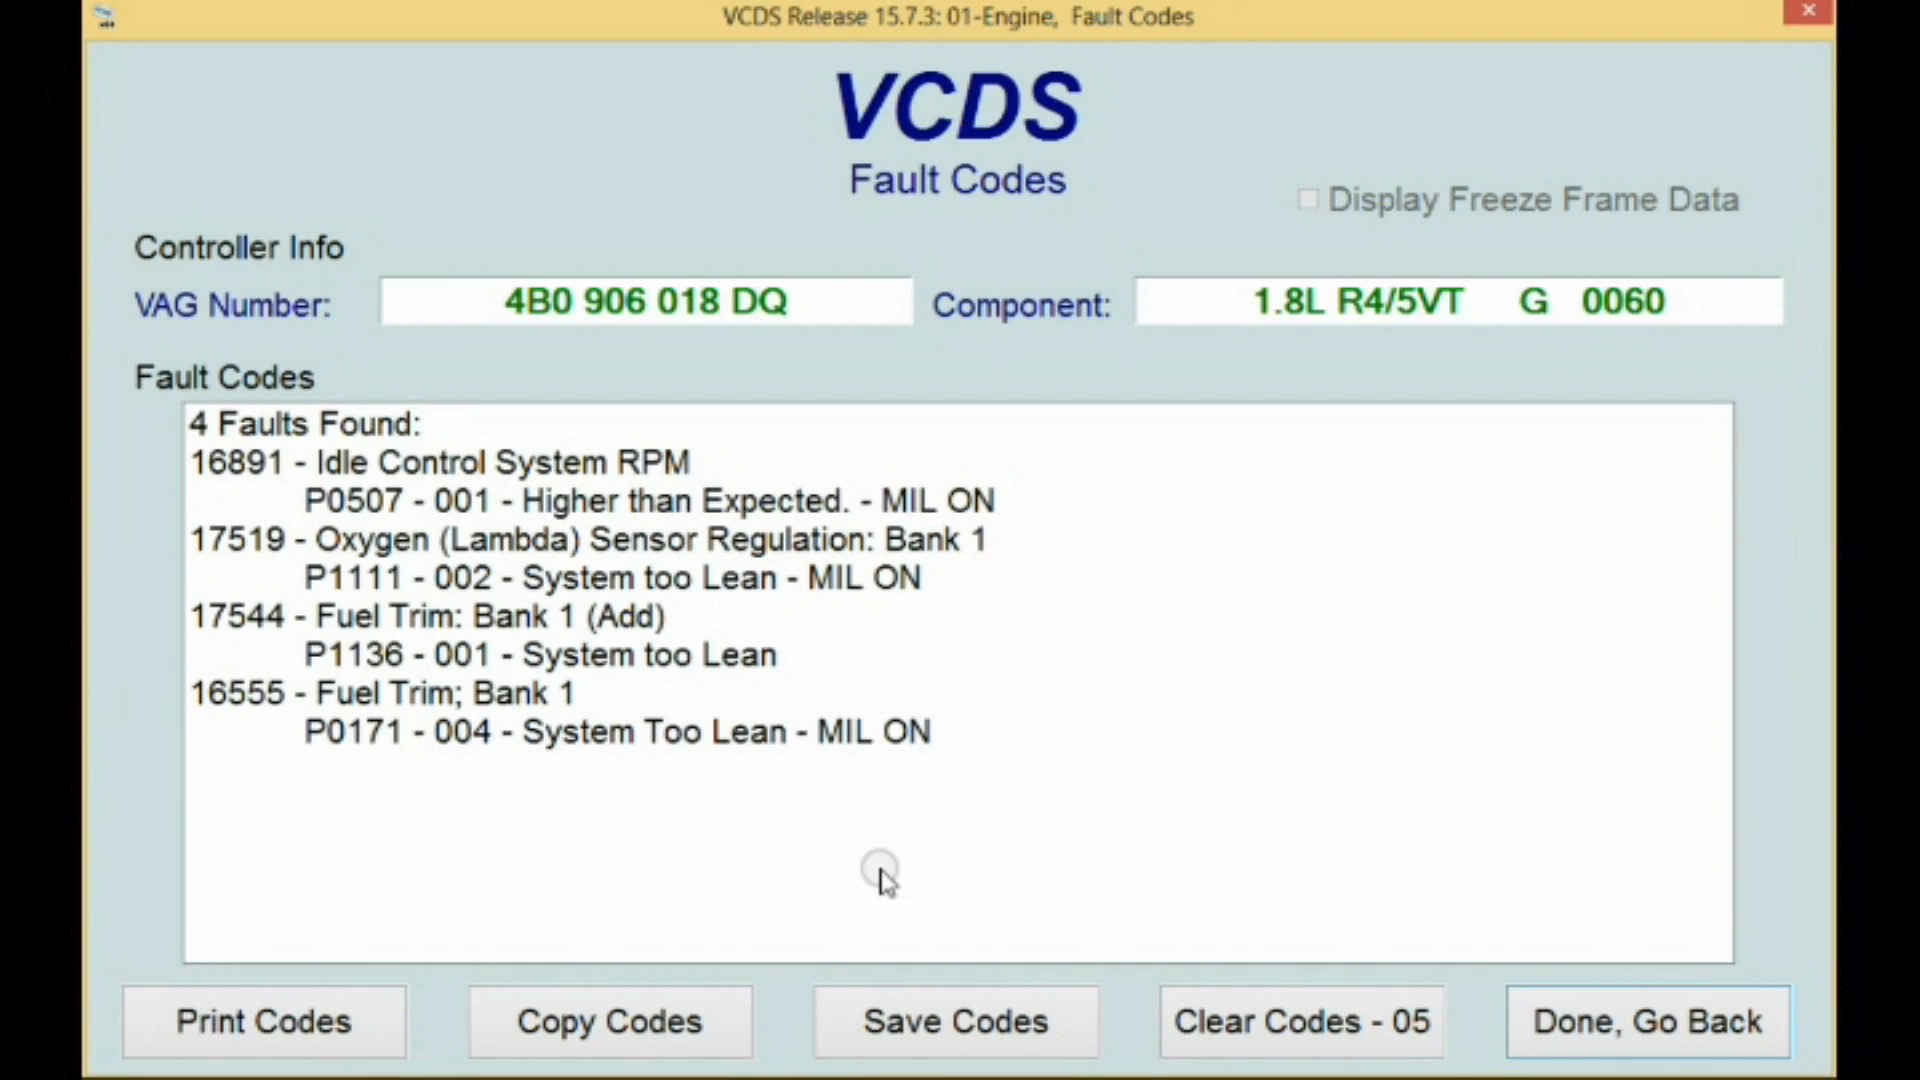 VCDS Release 15.7.3: 01-Engine,  Fault Codes
VCDS
Fault Codes
Display Freeze Frame Data
Controller Info
VAG Number: 4B0 906 018 DQ Component: 1.8L R4/5VT G 0060
Fault Codes
4 Faults Found:
16891 - Idle Control System RPM
P0507 - 001 - Higher than Expected. - MIL ON
17519 - Oxygen (Lambda) Sensor Regulation: Bank 1
P1111 - 002 - System too Lean - MIL ON
17544 - Fuel Trim: Bank 1 (Add)
P1136 - 001 - System too Lean
16555 - Fuel Trim; Bank 1
P0171 - 004 - System Too Lean - MIL ON
Print Codes Copy Codes Save Codes Clear Codes - 05 Done, Go Back